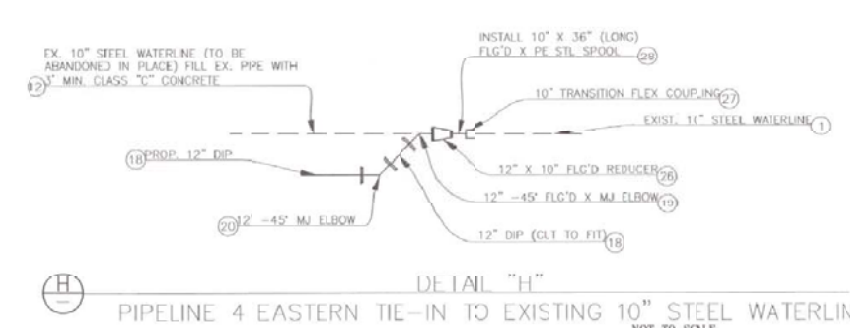 INSTALL 10" X 36" (LONG)
FLG'D X PE STL SPOOL 29
EX. 10" STEEL WATERLINE (TO BE
ABANDONED IN PLACE) FILL EX. PIPE WITH
3' MIN. CLASS "C" CONCRETE
12
10" TRANSITION FLEX COUPLING 27
EXIST. 10" STEEL WATERLINE 1
18 PROP. 12" DIP
12" X 10" FLG'D REDUCER
12" -45° FLG'D X MJ ELBOW 19
20 12" -45° MJ ELBOW
12" DIP (CUT TO FIT) 18
H
DETAIL "H"
PIPELINE 4 EASTERN TIE-IN TO EXISTING 10" STEEL WATERLIN
NOT TO SCALE